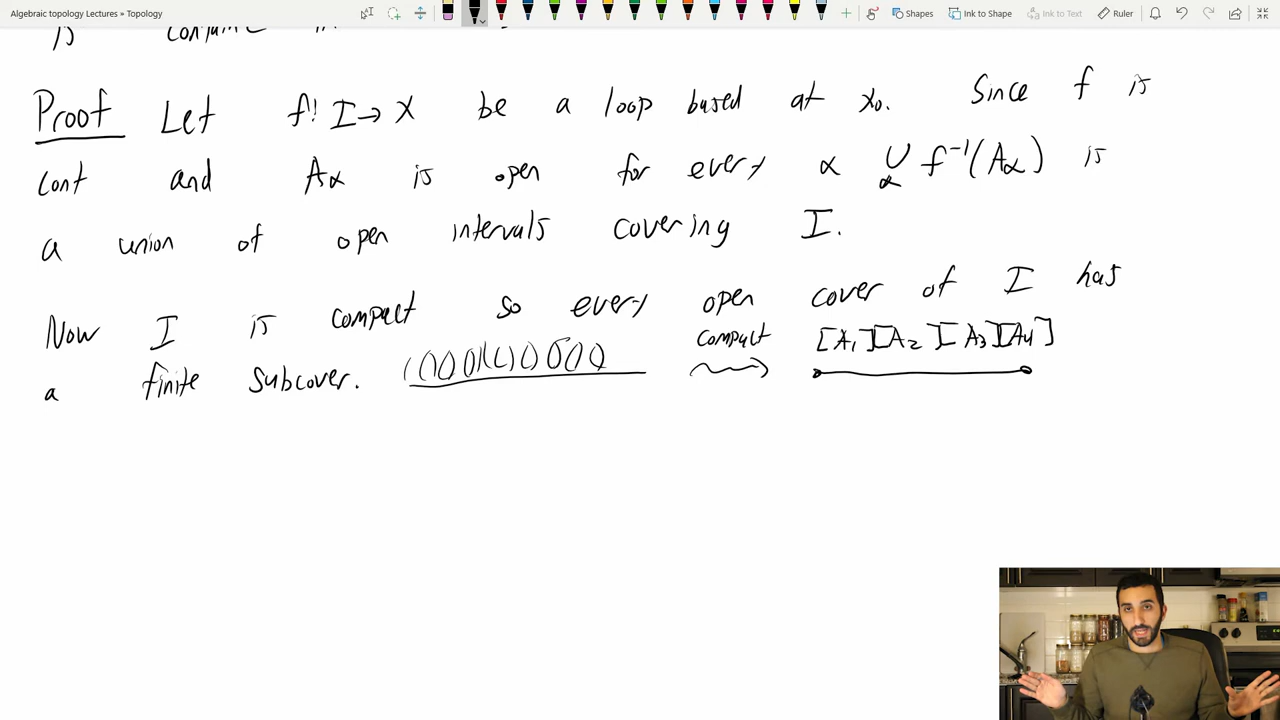 Algebraic topology Lectures » Topology
Shapes
Ink to Shape
Ink to Text
Ruler
is
Proof Let f: I → X be a loop based at x₀. Since f is
cont and Aα is open for every α ∪α f⁻¹(Aα) is
a union of open intervals covering I.
Now I is compact so every open cover of I has
a finite subcover. compact [A₁][A₂][A₃][A₄]